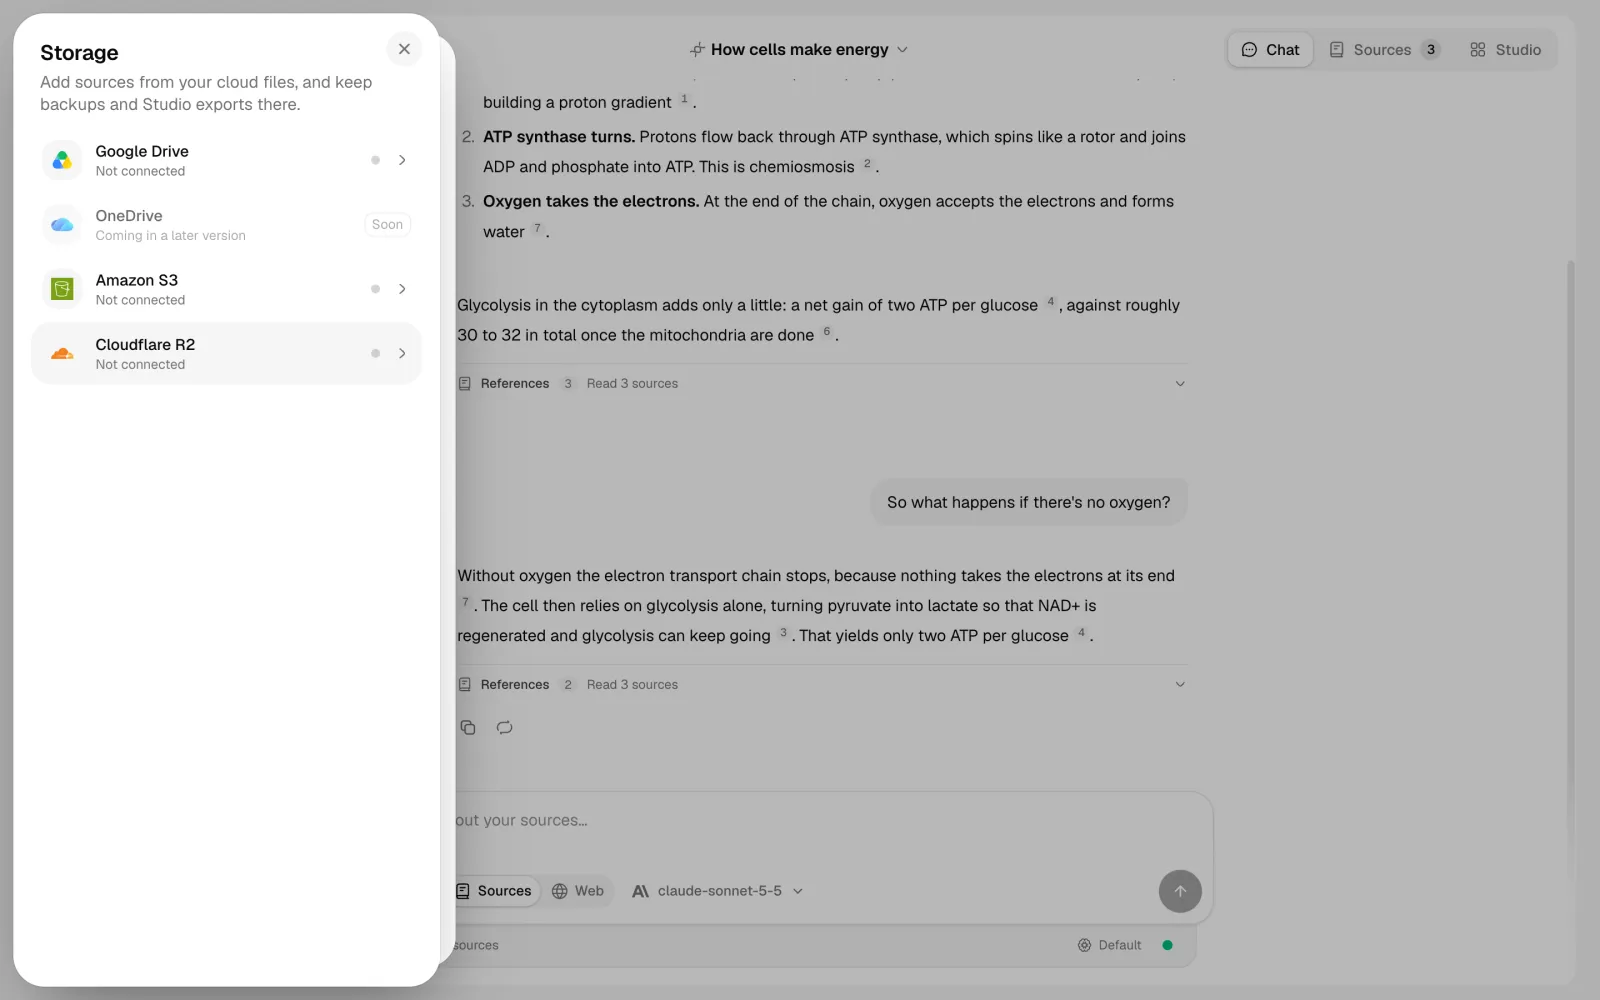 Storage
Add sources from your cloud files, and keep
backups and Studio exports there.
Google Drive
Not connected
OneDrive
Coming in a later version
Soon
Amazon S3
Not connected
Cloudflare R2
Not connected
How cells make energy
Chat
Sources 3
Studio
building a proton gradient 1 .
2. ATP synthase turns. Protons flow back through ATP synthase, which spins like a rotor and joins
ADP and phosphate into ATP. This is chemiosmosis 2 .
3. Oxygen takes the electrons. At the end of the chain, oxygen accepts the electrons and forms
water 7 .
Glycolysis in the cytoplasm adds only a little: a net gain of two ATP per glucose 4 , against roughly
30 to 32 in total once the mitochondria are done 6 .
References 3 Read 3 sources
So what happens if there's no oxygen?
Without oxygen the electron transport chain stops, because nothing takes the electrons at its end
7 . The cell then relies on glycolysis alone, turning pyruvate into lactate so that NAD+ is
regenerated and glycolysis can keep going 3 . That yields only two ATP per glucose 4 .
References 2 Read 3 sources
out your sources...
Sources
Web
claude-sonnet-5-5
sources
Default